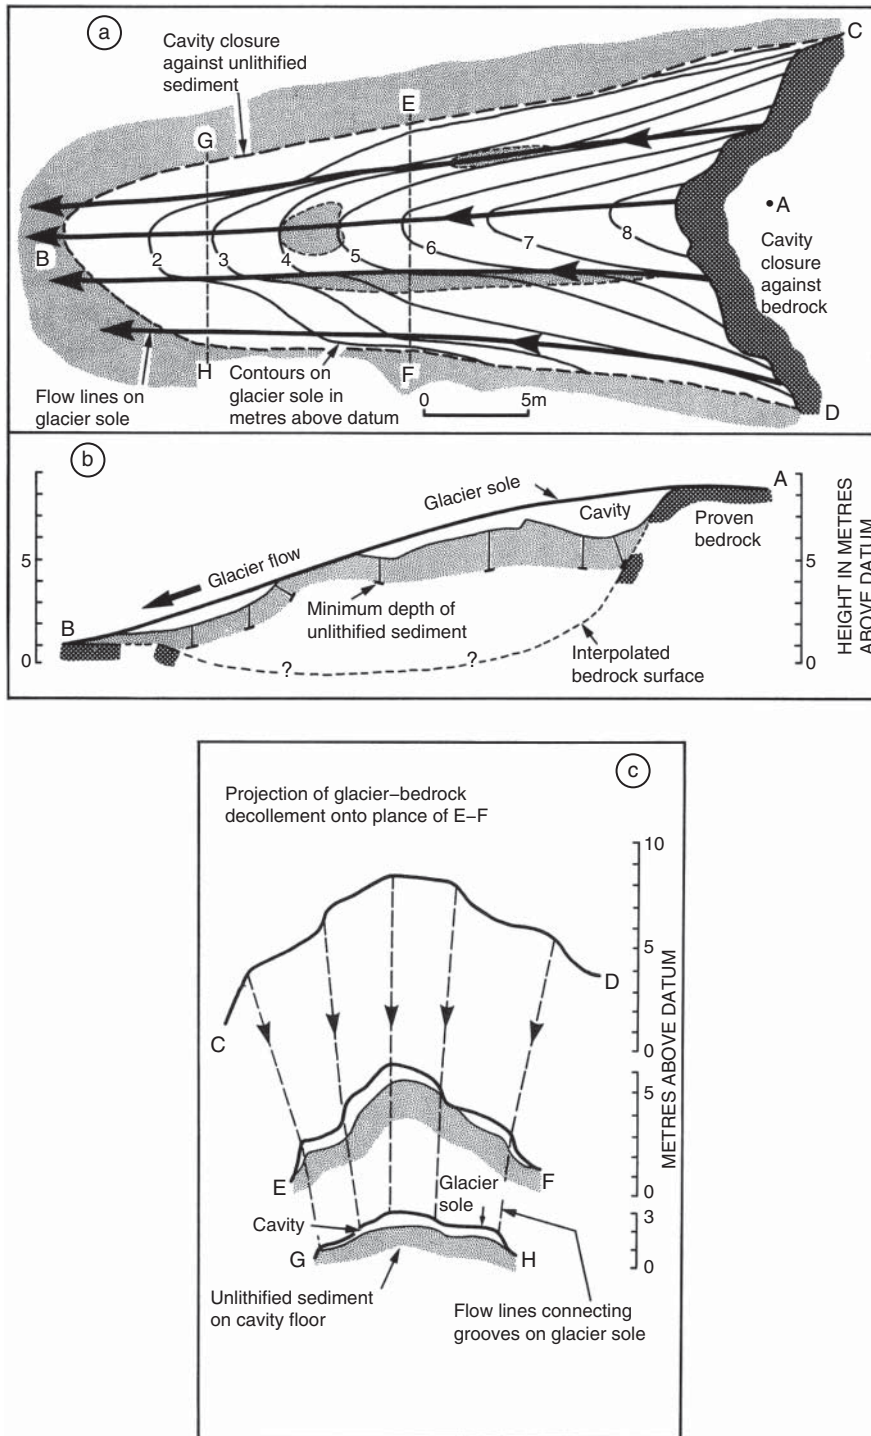 a
Cavity closure
against unlithified
sediment
C
E
G
A
B
2
3
4
5
6
7
8
Cavity
closure
against
bedrock
H
F
D
Flow lines on
glacier sole
Contours on
glacier sole in
metres above datum
0 5m
b
Glacier sole
A
Cavity
Proven
bedrock
5
Glacier flow
5
Minimum depth of
unlithified sediment
B
0
0
? ?
Interpolated
bedrock surface
HEIGHT IN METRES
ABOVE DATUM
c
Projection of glacier–bedrock
decollement onto plance of E–F
10
5
D
C
0
5
METRES ABOVE DATUM
E
F
0
Glacier
sole
3
Cavity
G
H
0
Unlithified sediment
on cavity floor
Flow lines connecting
grooves on glacier sole